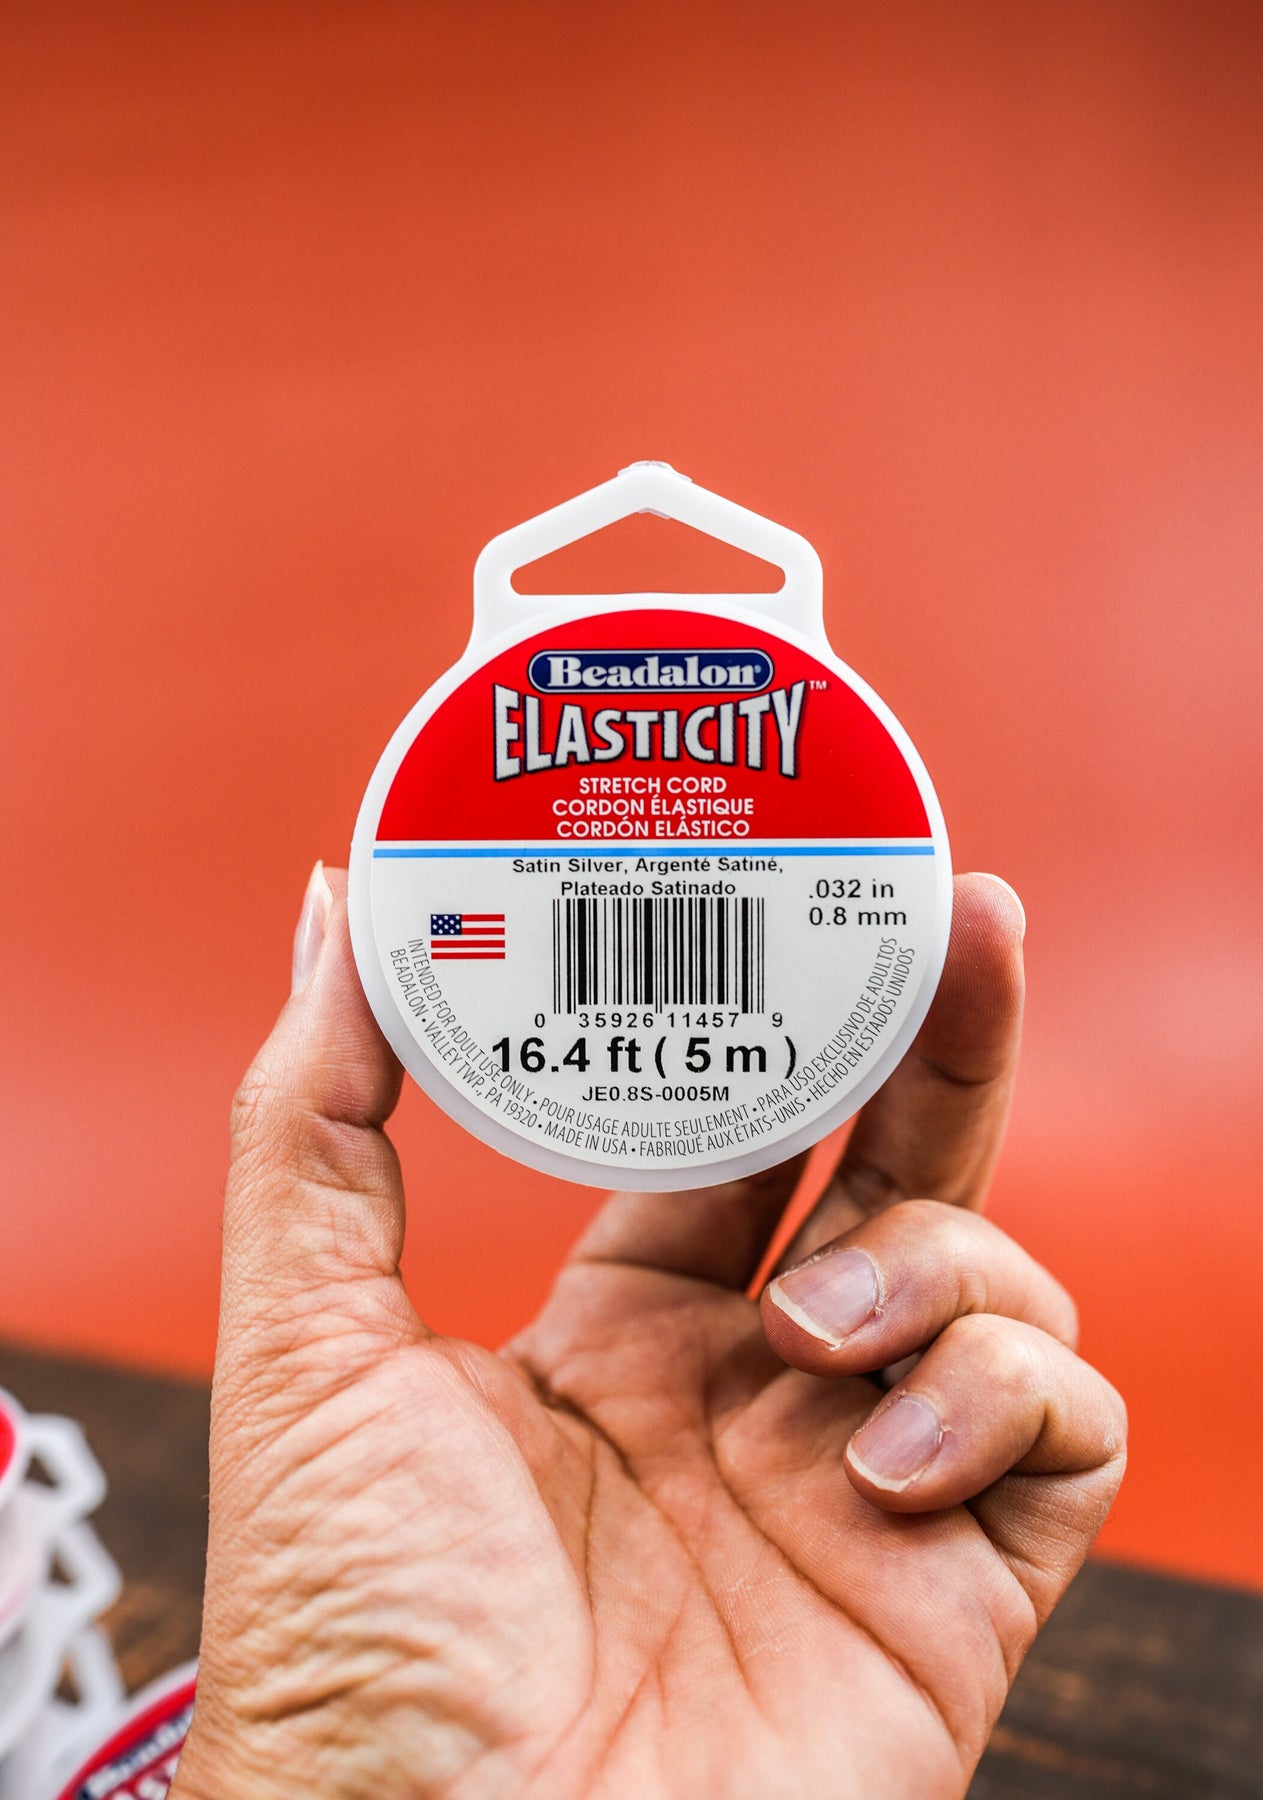 Beadalon®
ELASTICITY™
STRETCH CORD
CORDON ÉLASTIQUE
CORDÓN ELÁSTICO
Satin Silver, Argenté Satiné,
Plateado Satinado
.032 in
0.8 mm
0 35926 11457 9
16.4 ft ( 5 m )
JE0.8S-0005M
INTENDED FOR ADULT USE ONLY • POUR USAGE ADULTE SEULEMENT • PARA USO EXCLUSIVO DE ADULTOS
BEADALON • VALLEY TWP., PA 19320 • MADE IN USA • FABRIQUÉ AUX ÉTATS-UNIS • HECHO EN ESTADOS UNIDOS